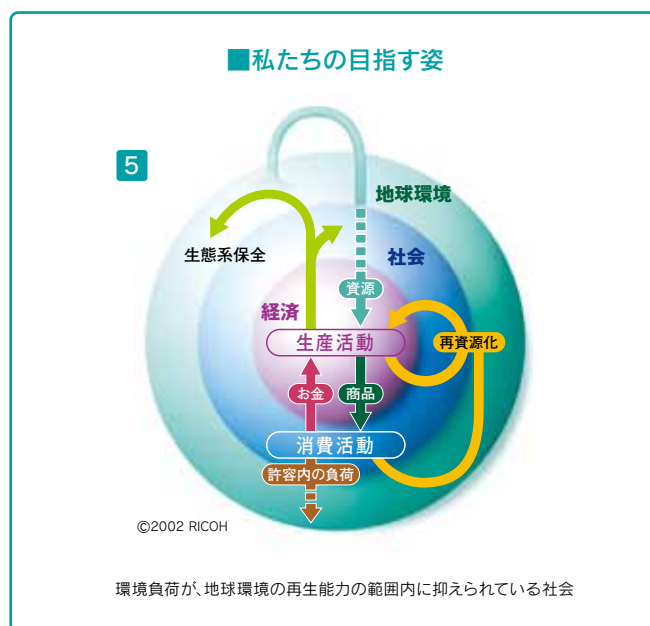 ■私たちの目指す姿
5
地球環境
生態系保全
社会
資源
経済
生産活動
再資源化
お金
商品
消費活動
許容内の負荷
©2002 RICOH
環境負荷が、地球環境の再生能力の範囲内に抑えられている社会